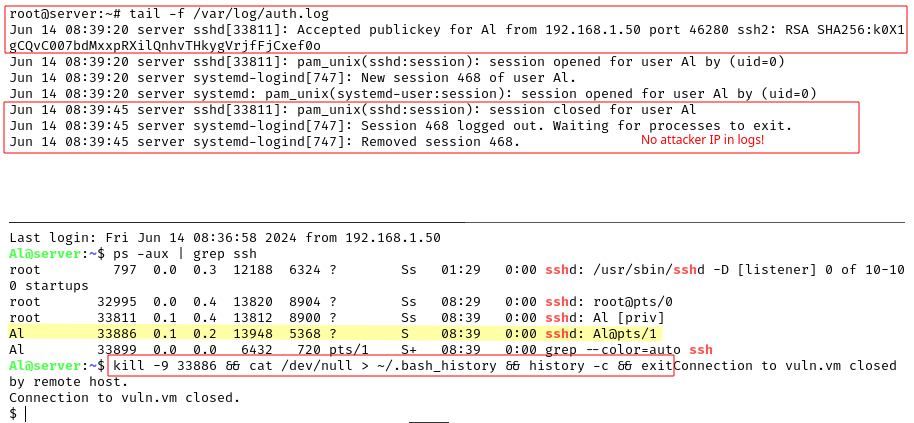 root@server:~# tail -f /var/log/auth.log
Jun 14 08:39:20 server sshd[33811]: Accepted publickey for Al from 192.168.1.50 port 46280 ssh2: RSA SHA256:k0X1
gCQvC007bdMxxpRXilQnhvTHkygVrjfFjCxef0o
Jun 14 08:39:20 server sshd[33811]: pam_unix(sshd:session): session opened for user Al by (uid=0)
Jun 14 08:39:20 server systemd-logind[747]: New session 468 of user Al.
Jun 14 08:39:20 server systemd: pam_unix(systemd-user:session): session opened for user Al by (uid=0)
Jun 14 08:39:45 server sshd[33811]: pam_unix(sshd:session): session closed for user Al
Jun 14 08:39:45 server systemd-logind[747]: Session 468 logged out. Waiting for processes to exit.
Jun 14 08:39:45 server systemd-logind[747]: Removed session 468.
No attacker IP in logs!
Last login: Fri Jun 14 08:36:58 2024 from 192.168.1.50
Al@server:~$ ps -aux | grep ssh
root 797 0.0 0.3 12188 6324 ? Ss 01:29 0:00 sshd: /usr/sbin/sshd -D [listener] 0 of 10-10
0 startups
root 32995 0.0 0.4 13820 8904 ? Ss 08:29 0:00 sshd: root@pts/0
root 33811 0.1 0.4 13812 8900 ? Ss 08:39 0:00 sshd: Al [priv]
Al 33886 0.1 0.2 13948 5368 ? S 08:39 0:00 sshd: Al@pts/1
Al 33899 0.0 0.0 6432 720 pts/1 S+ 08:39 0:00 grep --color=auto ssh
Al@server:~$ kill -9 33886 && cat /dev/null > ~/.bash_history && history -c && exitConnection to vuln.vm closed
by remote host.
Connection to vuln.vm closed.
$